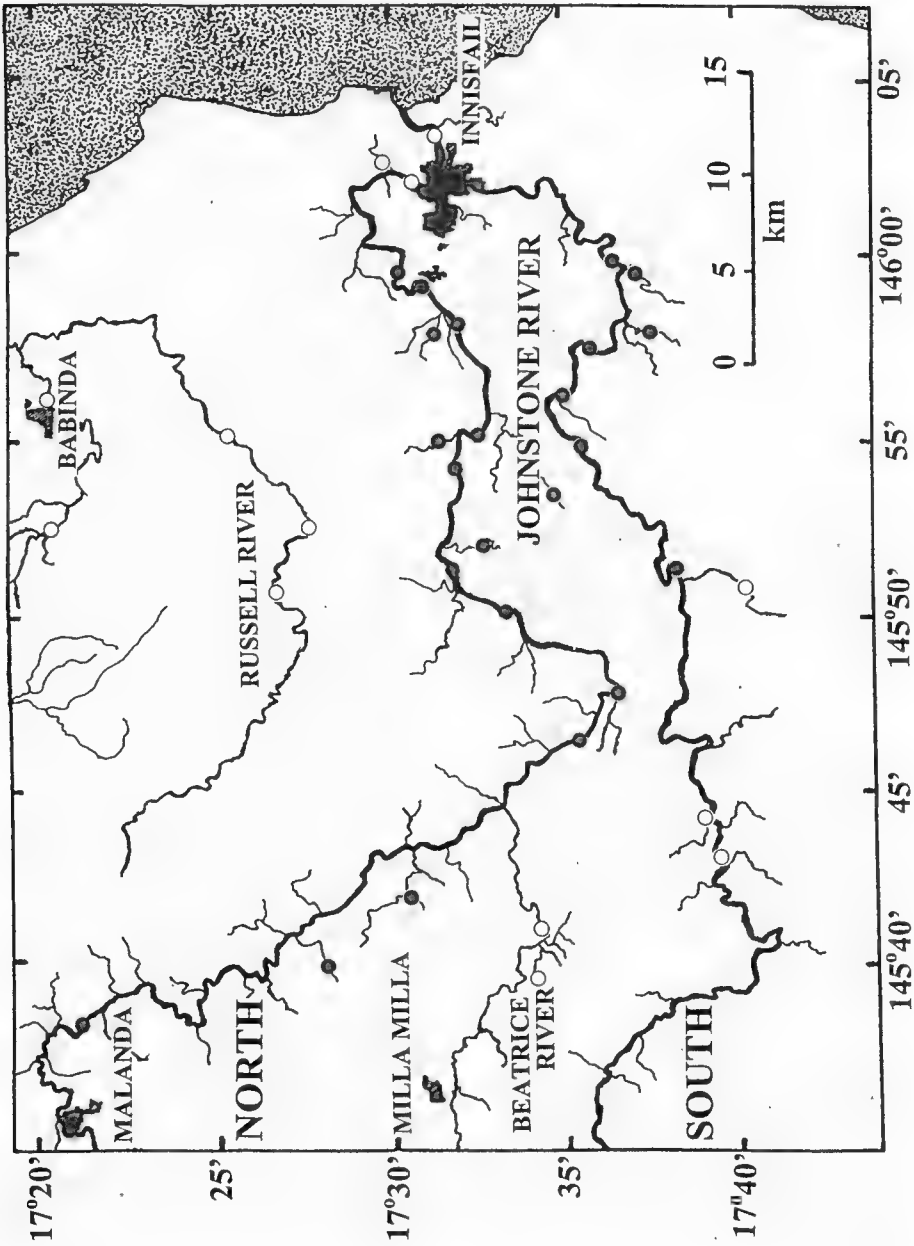 17°20'
25'
17°30'
35'
17°40'
MALANDA
NORTH
MILLA MILLA
BEATRICE
RIVER
SOUTH
RUSSELL RIVER
BABINDA
JOHNSTONE RIVER
INNISFAIL
0
5
10
15
km
145°40'
45'
145°50'
55'
146°00'
05'